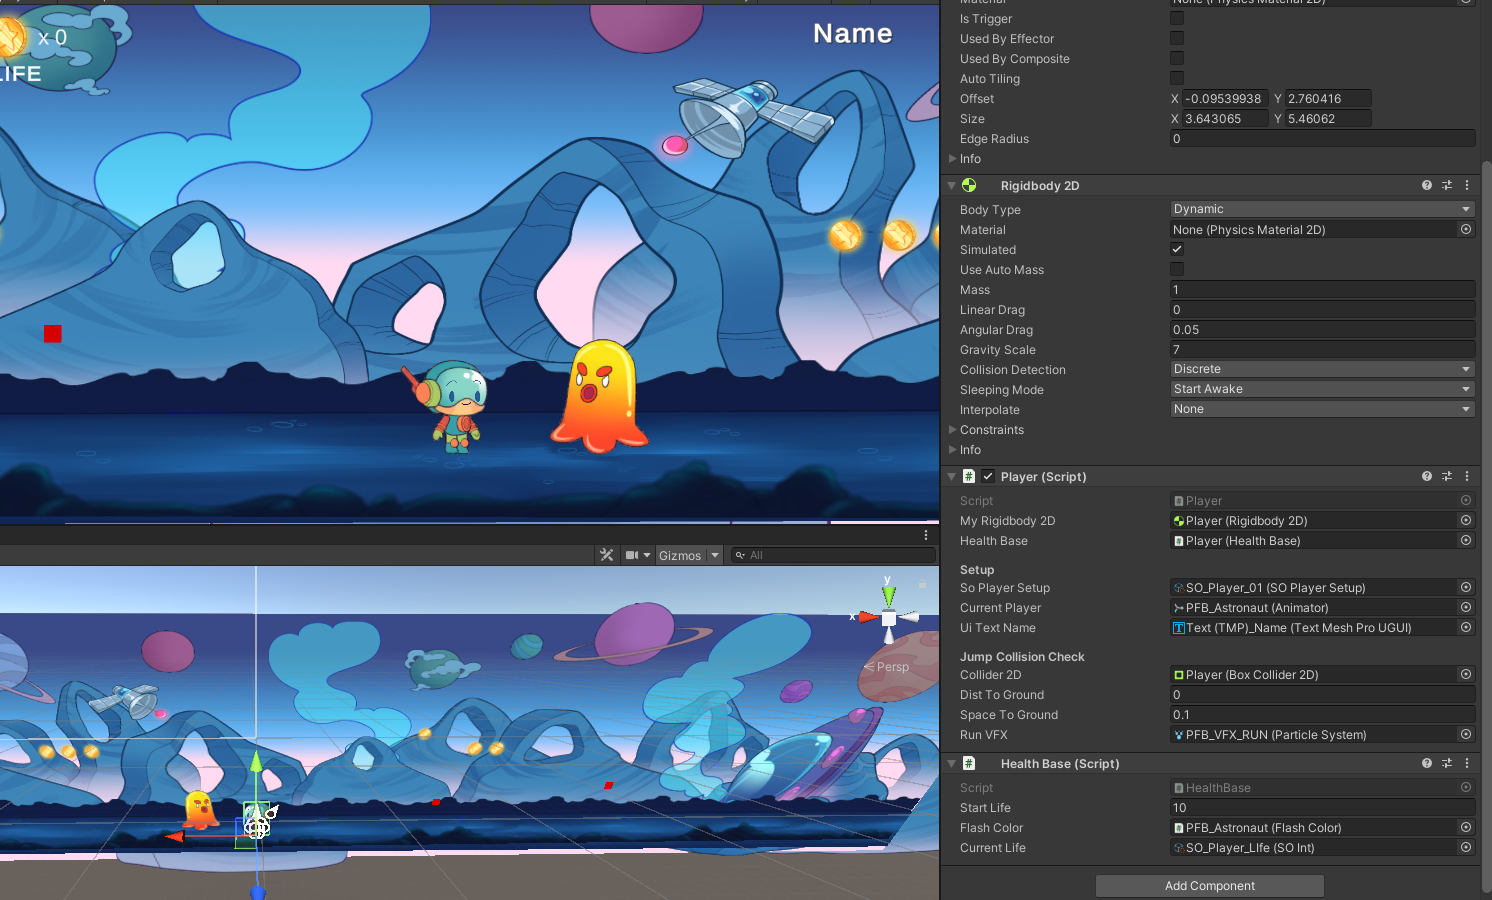 x 0
LIFE
Name
Gizmos
All
y
x
Persp
Material
None (Physics Material 2D)
Is Trigger
Used By Effector
Used By Composite
Auto Tiling
Offset
X -0.09539938 Y 2.760416
Size
X 3.643065 Y 5.46062
Edge Radius
0
Info
Rigidbody 2D
Body Type
Dynamic
Material
None (Physics Material 2D)
Simulated
Use Auto Mass
Mass
1
Linear Drag
0
Angular Drag
0.05
Gravity Scale
7
Collision Detection
Discrete
Sleeping Mode
Start Awake
Interpolate
None
Constraints
Info
Player (Script)
Script
Player
My Rigidbody 2D
Player (Rigidbody 2D)
Health Base
Player (Health Base)
Setup
So Player Setup
SO_Player_01 (SO Player Setup)
Current Player
PFB_Astronaut (Animator)
Ui Text Name
Text (TMP)_Name (Text Mesh Pro UGUI)
Jump Collision Check
Collider 2D
Player (Box Collider 2D)
Dist To Ground
0
Space To Ground
0.1
Run VFX
PFB_VFX_RUN (Particle System)
Health Base (Script)
Script
HealthBase
Start Life
10
Flash Color
PFB_Astronaut (Flash Color)
Current Life
SO_Player_LIfe (SO Int)
Add Component